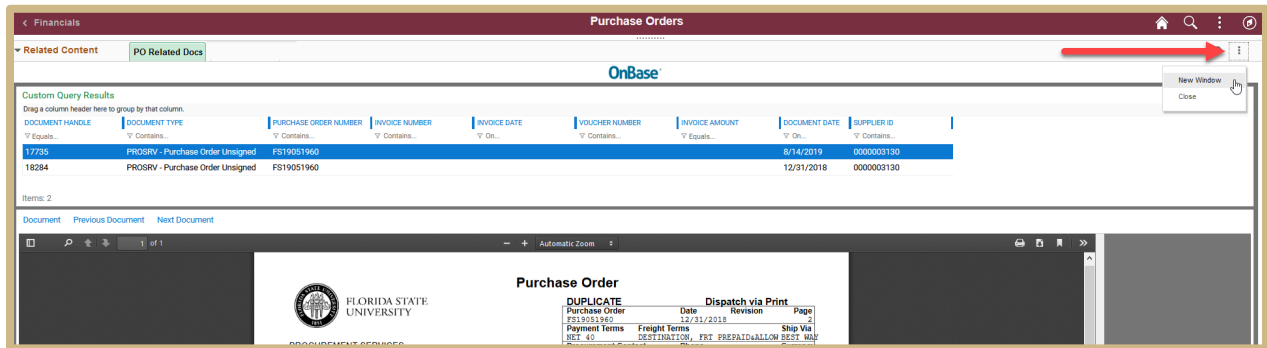 Financials
Purchase Orders
Related Content
PO Related Docs
OnBase
New Window
Close
Custom Query Results
Drag a column header here to group by that column.
DOCUMENT HANDLE DOCUMENT TYPE PURCHASE ORDER NUMBER INVOICE NUMBER INVOICE DATE VOUCHER NUMBER INVOICE AMOUNT DOCUMENT DATE SUPPLIER ID
Equals... Contains... Contains... Contains... On... Contains... Equals... On... Contains...
17735 PROSRV - Purchase Order Unsigned FS19051960 8/14/2019 0000003130
18284 PROSRV - Purchase Order Unsigned FS19051960 12/31/2018 0000003130
Items: 2
Document Previous Document Next Document
1 of 1
Automatic Zoom
Purchase Order
FLORIDA STATE
UNIVERSITY
DUPLICATE Dispatch via Print
Purchase Order Date Revision Page
FS19051960 12/31/2018 2
Payment Terms Freight Terms Ship Via
NET 40 DESTINATION, FRT PREPAID&ALLOW BEST WAY